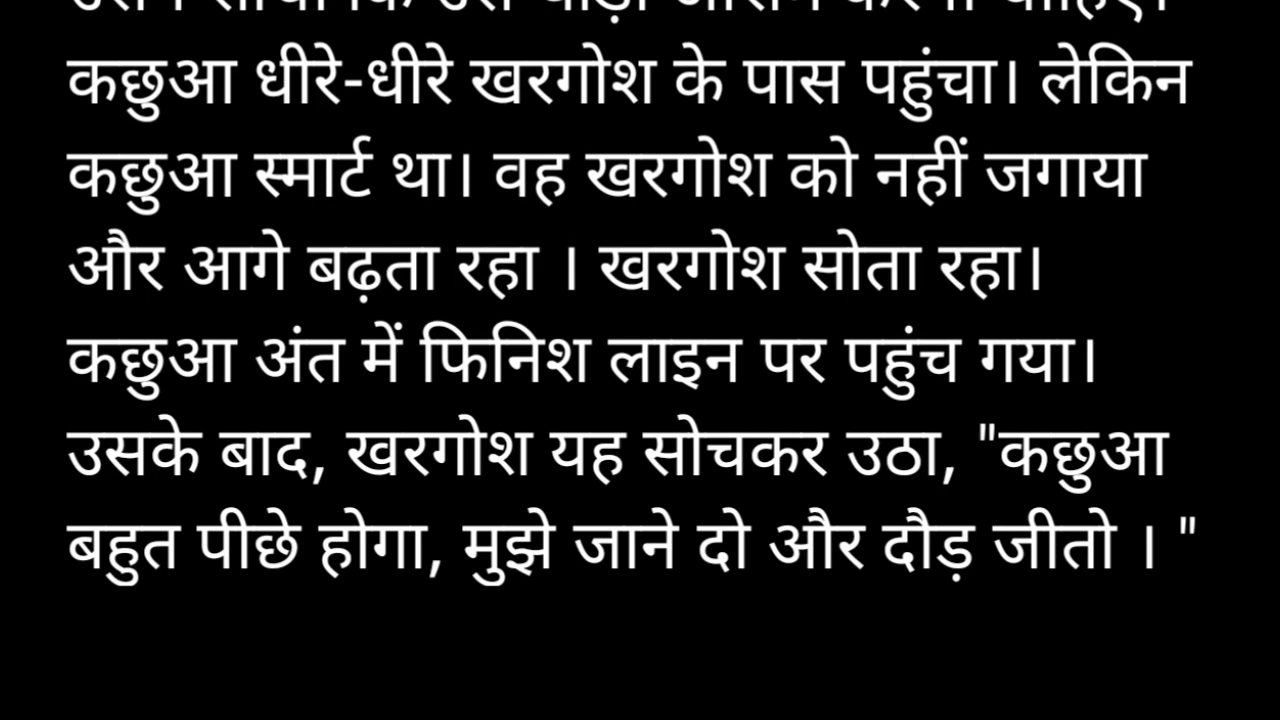 कछुआ धीरे-धीरे खरगोश के पास पहुंचा। लेकिन
कछुआ स्मार्ट था। वह खरगोश को नहीं जगाया
और आगे बढ़ता रहा । खरगोश सोता रहा।
कछुआ अंत में फिनिश लाइन पर पहुंच गया।
उसके बाद, खरगोश यह सोचकर उठा, "कछुआ
बहुत पीछे होगा, मुझे जाने दो और दौड़ जीतो । "